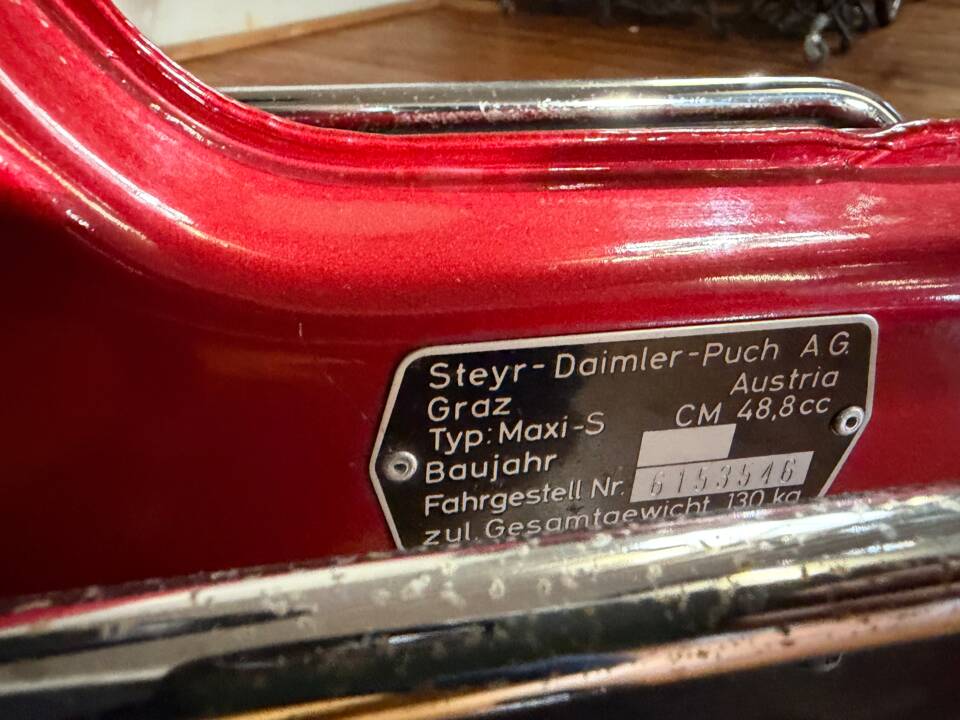 Steyr-Daimler-Puch A.G.
Graz Austria
Typ: Maxi-S CM 48,8cc
Baujahr
Fahrgestell Nr. 6153546
zul. Gesamtgewicht 130 kg